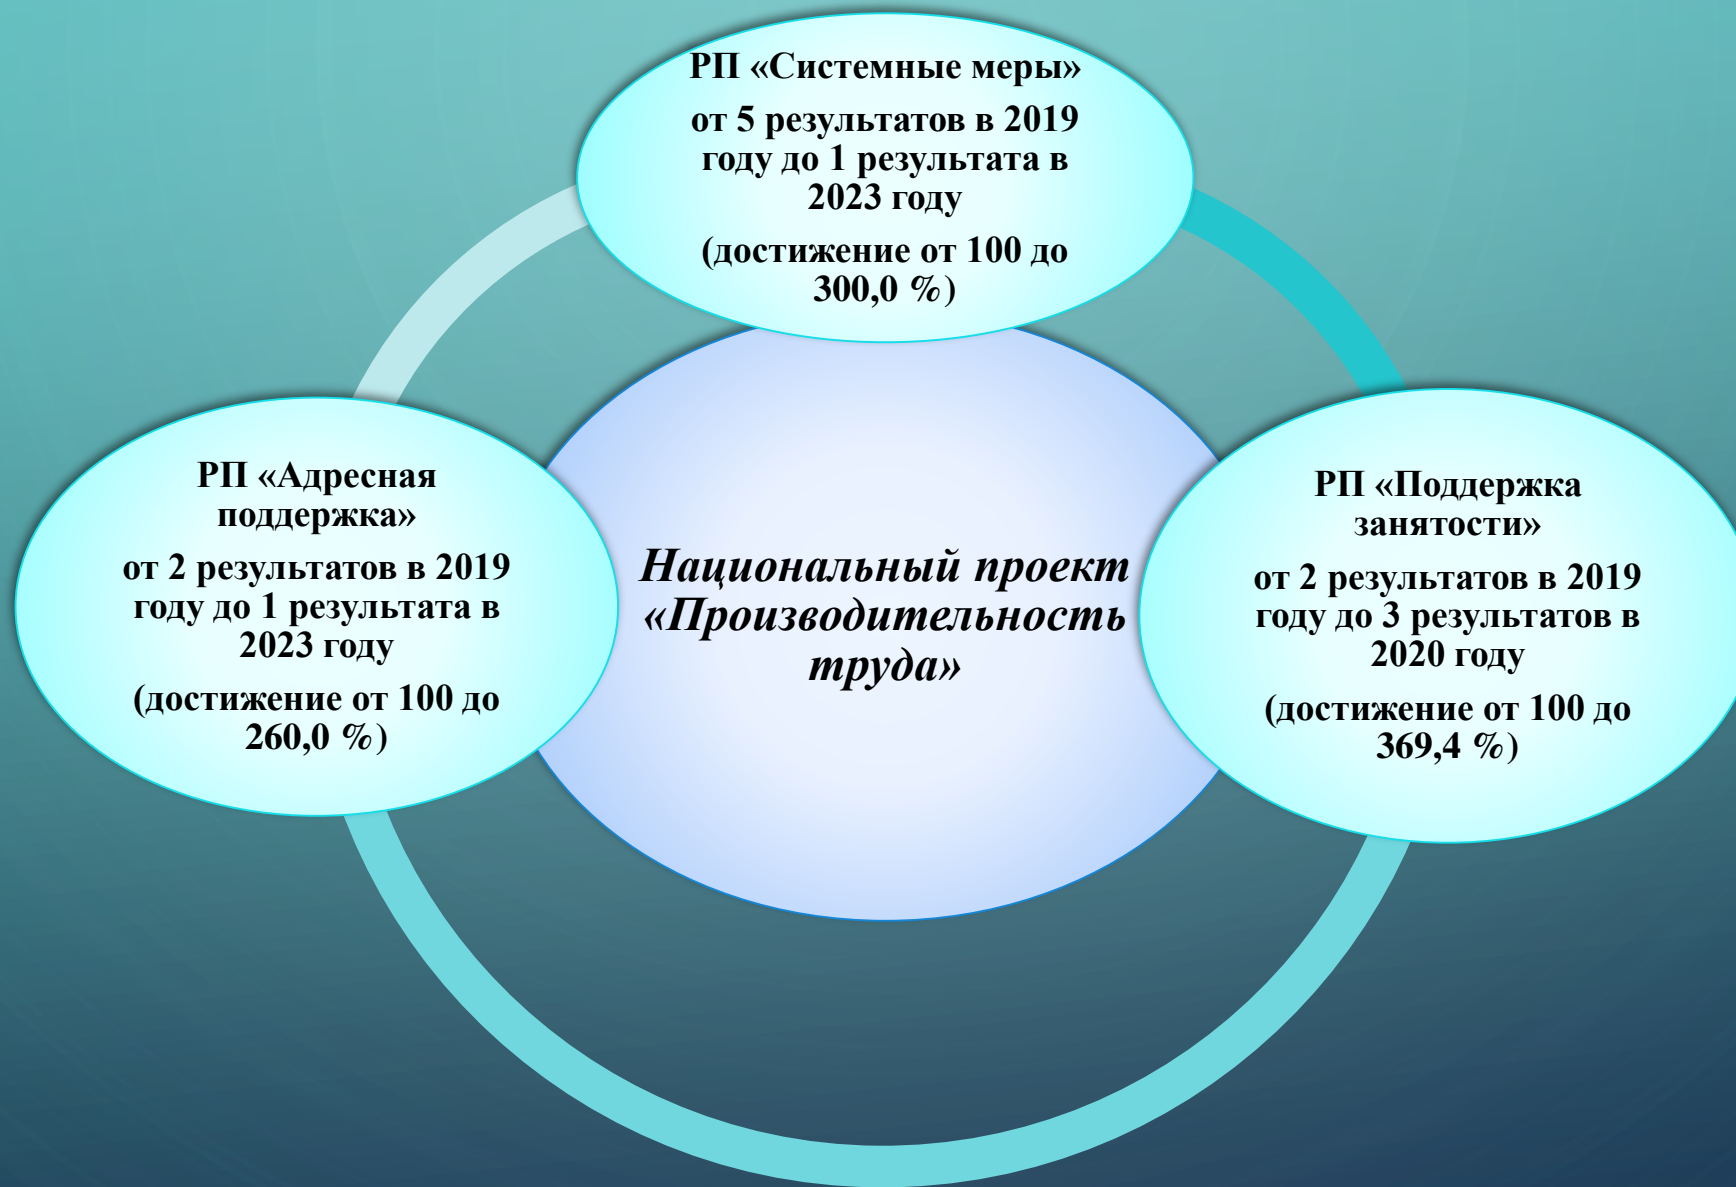 РП «Системные меры»
от 5 результатов в 2019
году до 1 результата в
2023 году
(достижение от 100 до
300,0 %)
РП «Адресная
поддержка»
от 2 результатов в 2019
году до 1 результата в
2023 году
(достижение от 100 до
260,0 %)
Национальный проект
«Производительность
труда»
РП «Поддержка
занятости»
от 2 результатов в 2019
году до 3 результатов в
2020 году
(достижение от 100 до
369,4 %)